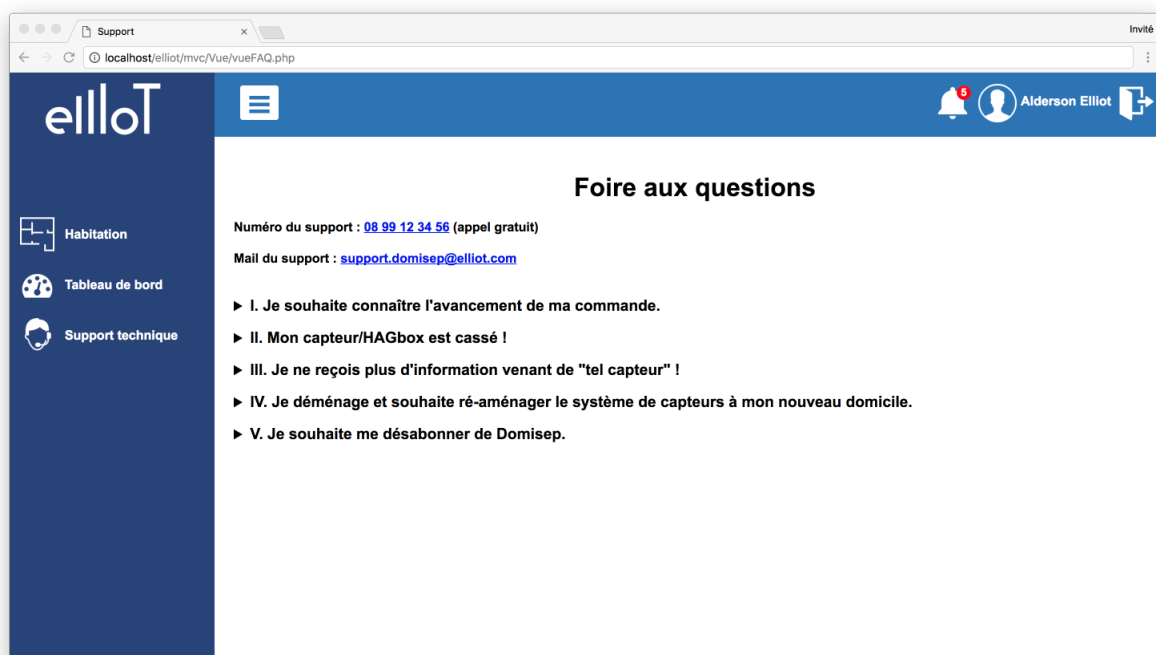 Support
Invité
localhost/elliot/mvc/Vue/vueFAQ.php
ellIoT
5
Alderson Elliot
Habitation
Tableau de bord
Support technique
Foire aux questions
Numéro du support : 08 99 12 34 56 (appel gratuit)
Mail du support : support.domisep@elliot.com
I. Je souhaite connaître l'avancement de ma commande.
II. Mon capteur/HAGbox est cassé !
III. Je ne reçois plus d'information venant de "tel capteur" !
IV. Je déménage et souhaite ré-aménager le système de capteurs à mon nouveau domicile.
V. Je souhaite me désabonner de Domisep.